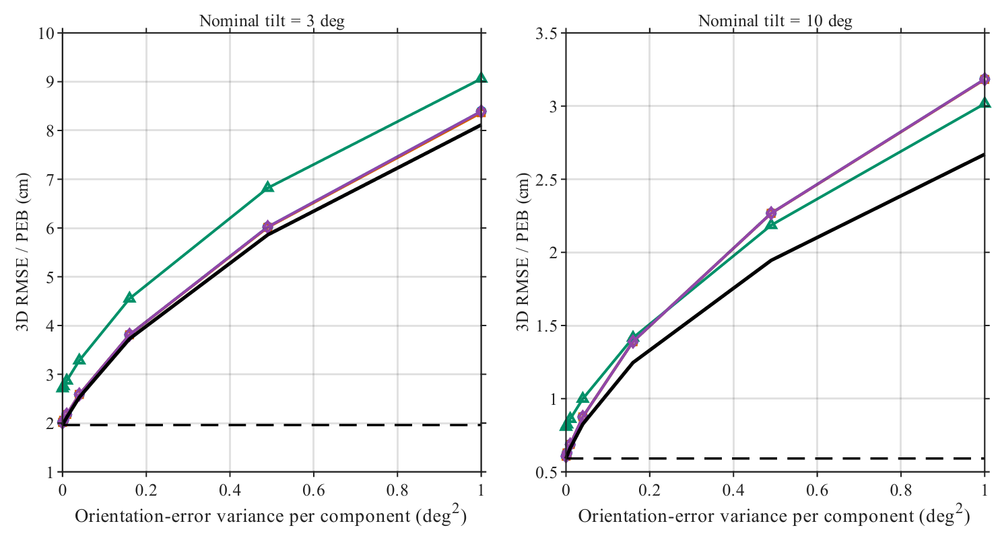 Nominal tilt = 3 deg
10
9
8
7
6
5
4
3
2
1
3D RMSE / PEB (cm)
0 0.2 0.4 0.6 0.8 1
Orientation-error variance per component (deg²)
Nominal tilt = 10 deg
3.5
3
2.5
2
1.5
1
0.5
3D RMSE / PEB (cm)
0 0.2 0.4 0.6 0.8 1
Orientation-error variance per component (deg²)